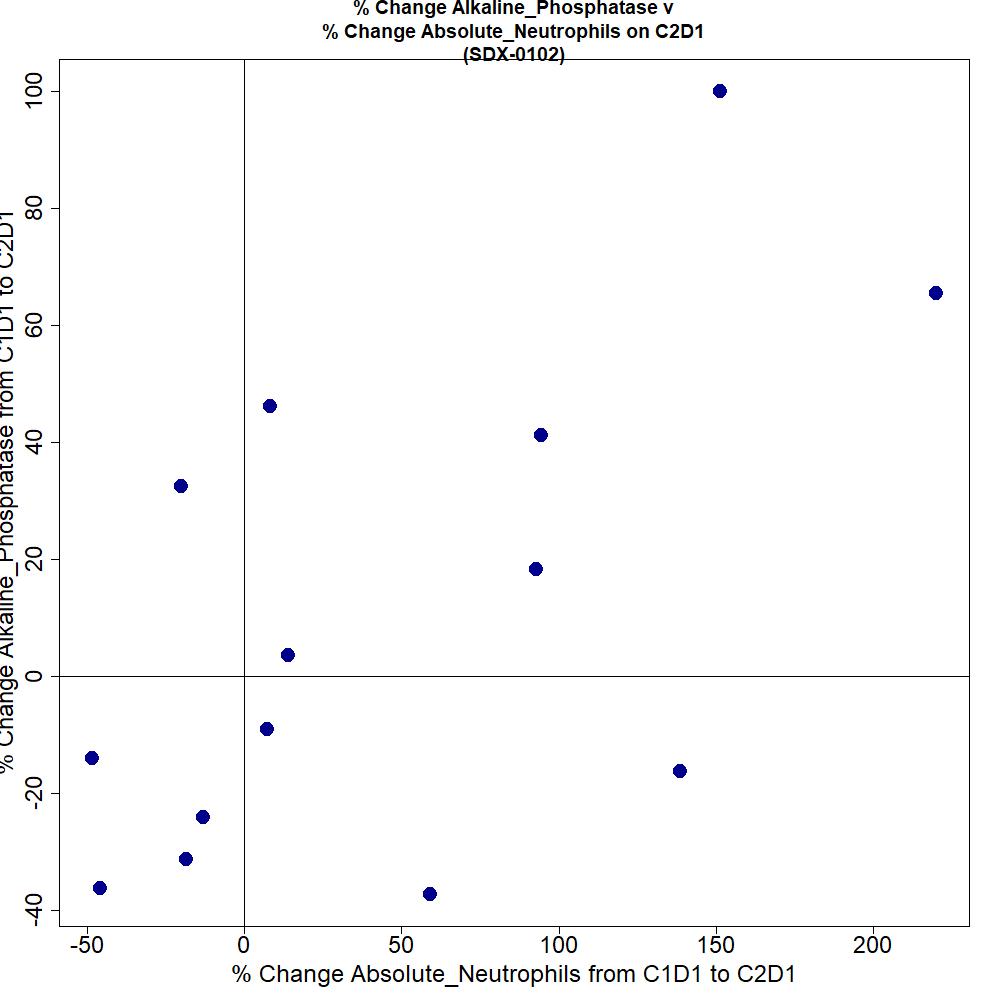 % Change Alkaline_Phosphatase v
% Change Absolute_Neutrophils on C2D1
(SDX-0102)
% Change Alkaline_Phosphatase from C1D1 to C2D1
100
80
60
40
20
0
-20
-40
-50
0
50
100
150
200
% Change Absolute_Neutrophils from C1D1 to C2D1